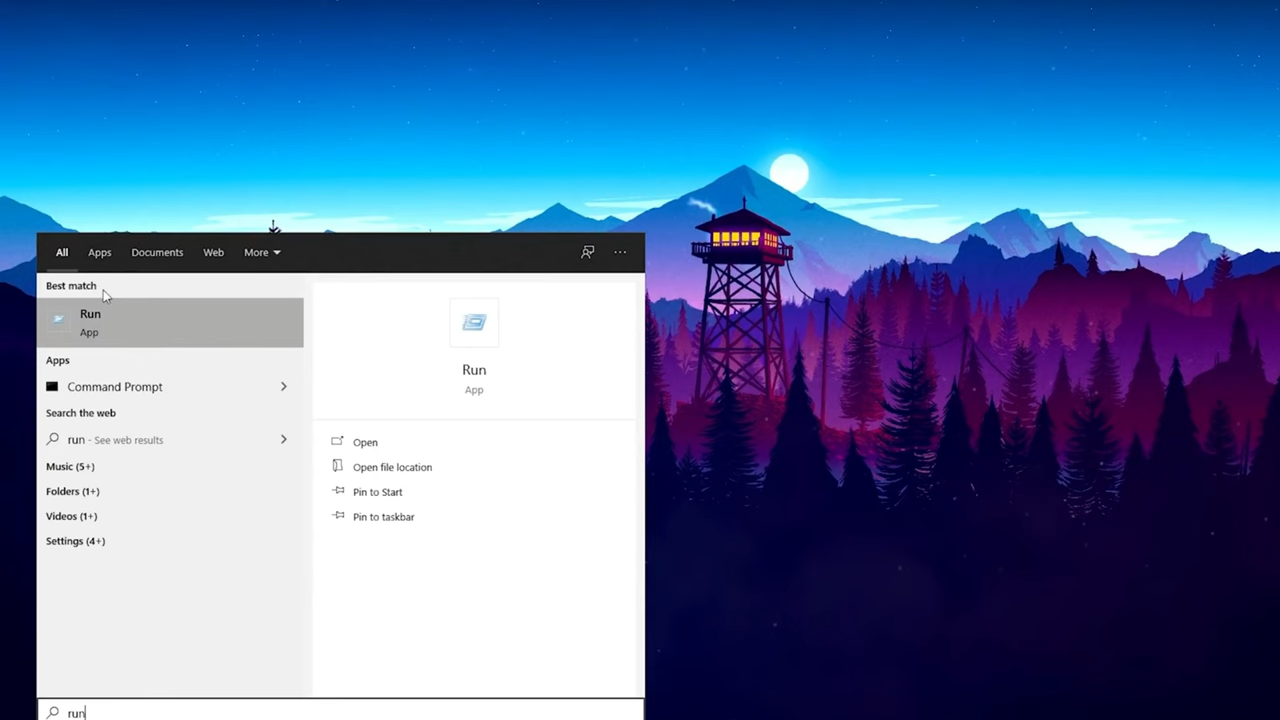 All Apps Documents Web More
Best match
Run
App
Apps
Command Prompt
Search the web
run - See web results
Music (5+)
Folders (1+)
Videos (1+)
Settings (4+)
Run
App
Open
Open file location
Pin to Start
Pin to taskbar
run